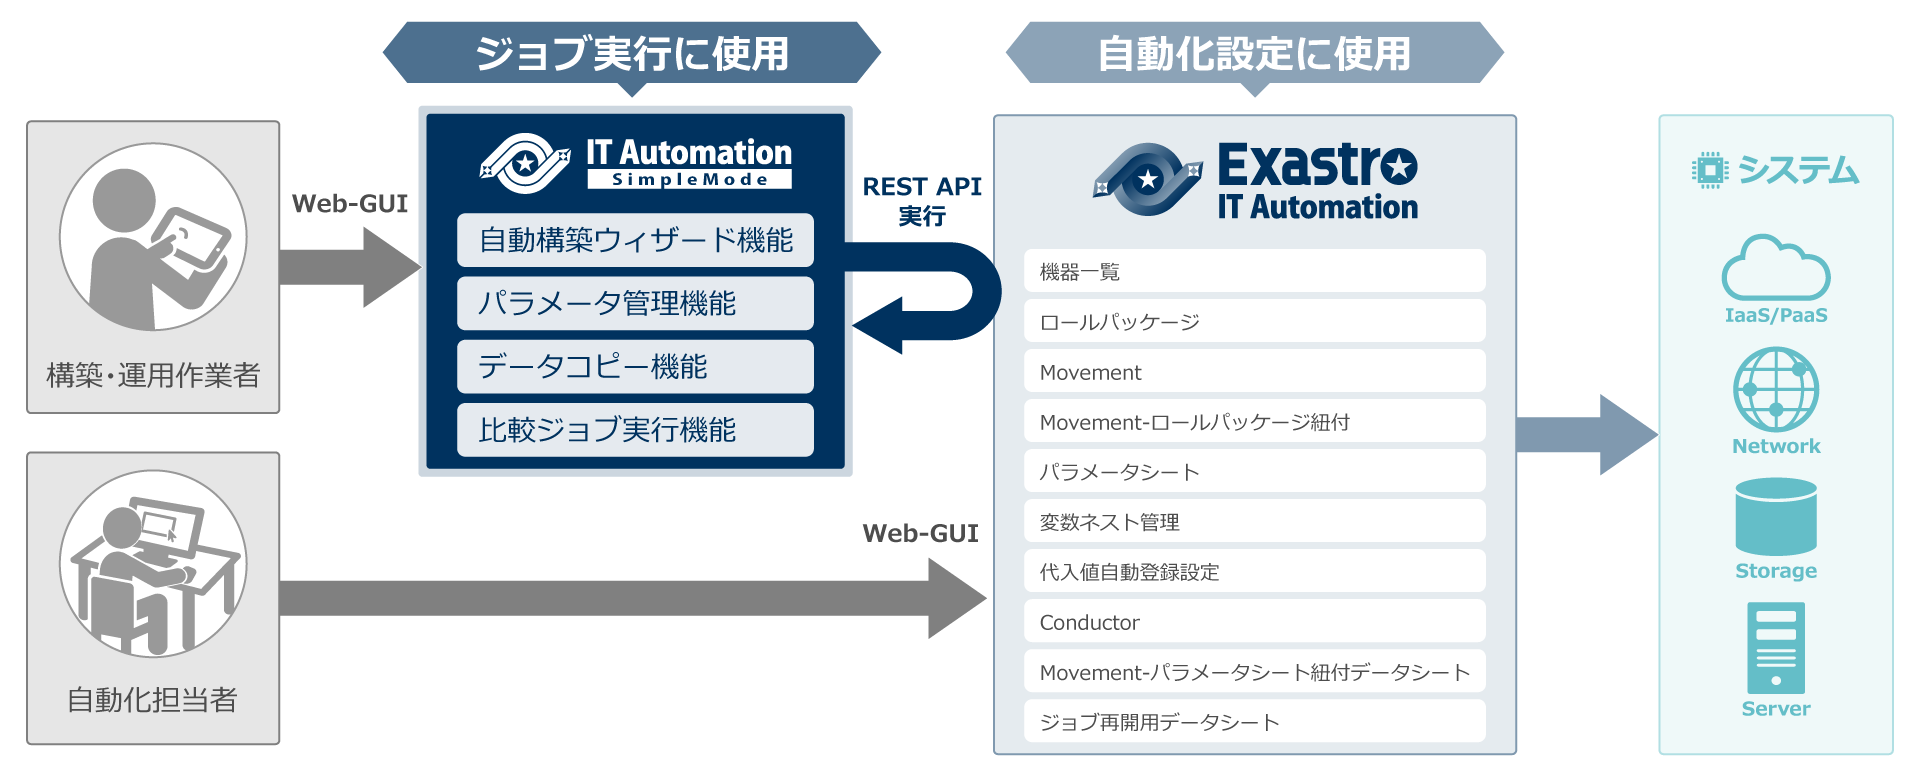 ジョブ実行に使用
自動化設定に使用
構築・運用作業者
Web-GUI
IT Automation
SimpleMode
自動構築ウィザード機能
パラメータ管理機能
データコピー機能
比較ジョブ実行機能
REST API
実行
自動化担当者
Web-GUI
Exastro
IT Automation
機器一覧
ロールパッケージ
Movement
Movement-ロールパッケージ紐付
パラメータシート
変数ネスト管理
代入値自動登録設定
Conductor
Movement-パラメータシート紐付データシート
ジョブ再開用データシート
システム
IaaS/PaaS
Network
Storage
Server